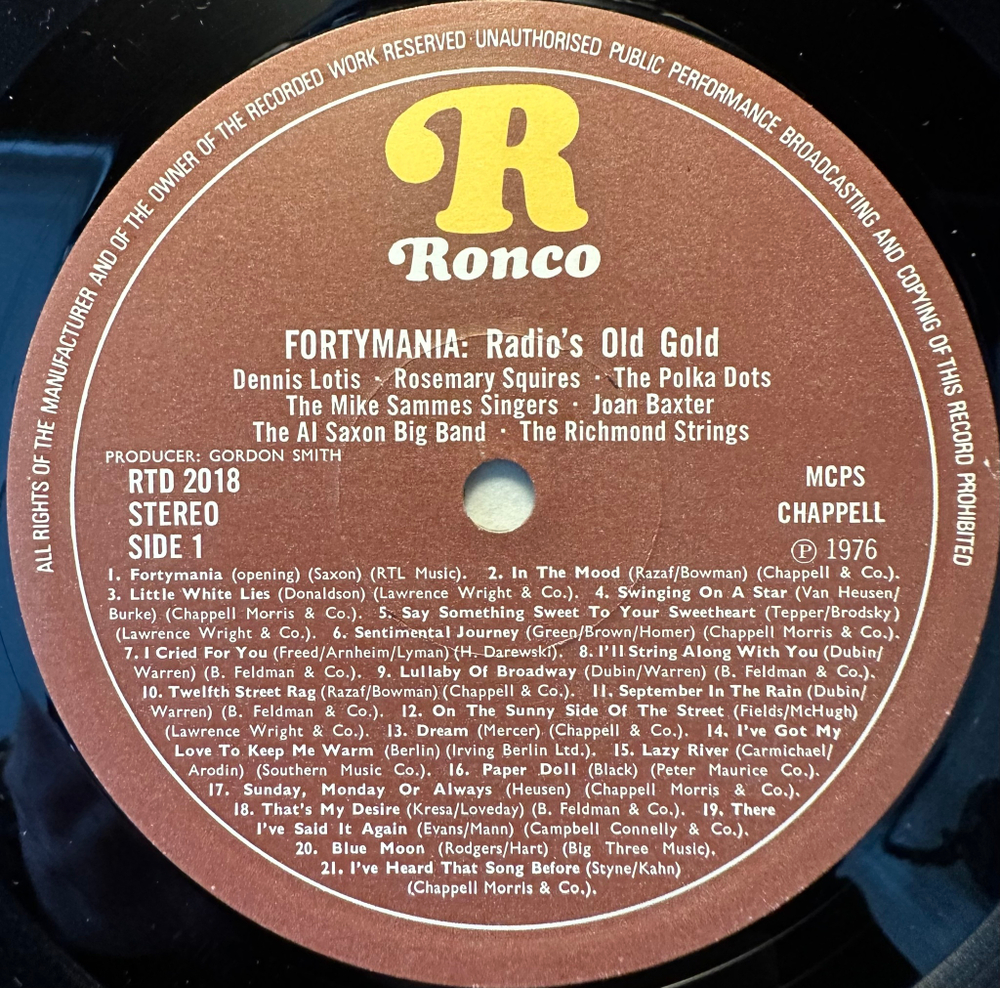 ALL RIGHTS OF THE MANUFACTURER AND OF THE OWNER OF THE RECORDED WORK RESERVED · UNAUTHORISED PUBLIC PERFORMANCE BROADCASTING AND COPYING OF THIS RECORD PROHIBITED
R
Ronco
FORTYMANIA: Radio's Old Gold
Dennis Lotis · Rosemary Squires · The Polka Dots
The Mike Sammes Singers · Joan Baxter
The Al Saxon Big Band · The Richmond Strings
PRODUCER: GORDON SMITH
RTD 2018 MCPS
STEREO CHAPPELL
SIDE 1 Ⓟ 1976
1. Fortymania (opening) (Saxon) (RTL Music). 2. In The Mood (Razaf/Bowman) (Chappell & Co.).
3. Little White Lies (Donaldson) (Lawrence Wright & Co.). 4. Swinging On A Star (Van Heusen/
Burke) (Chappell Morris & Co.). 5. Say Something Sweet To Your Sweetheart (Tepper/Brodsky)
(Lawrence Wright & Co.). 6. Sentimental Journey (Green/Brown/Homer) (Chappell Morris & Co.).
7. I Cried For You (Freed/Arnheim/Lyman) (H. Darewski). 8. I'll String Along With You (Dubin/
Warren) (B. Feldman & Co.). 9. Lullaby Of Broadway (Dubin/Warren) (B. Feldman & Co.).
10. Twelfth Street Rag (Razaf/Bowman) (Chappell & Co.). 11. September In The Rain (Dubin/
Warren) (B. Feldman & Co.). 12. On The Sunny Side Of The Street (Fields/McHugh)
(Lawrence Wright & Co.). 13. Dream (Mercer) (Chappell & Co.). 14. I've Got My
Love To Keep Me Warm (Berlin) (Irving Berlin Ltd.). 15. Lazy River (Carmichael/
Arodin) (Southern Music Co.). 16. Paper Doll (Black) (Peter Maurice Co.).
17. Sunday, Monday Or Always (Heusen) (Chappell Morris & Co.).
18. That's My Desire (Kresa/Loveday) (B. Feldman & Co.). 19. There
I've Said It Again (Evans/Mann) (Campbell Connelly & Co.).
20. Blue Moon (Rodgers/Hart) (Big Three Music).
21. I've Heard That Song Before (Styne/Kahn)
(Chappell Morris & Co.).